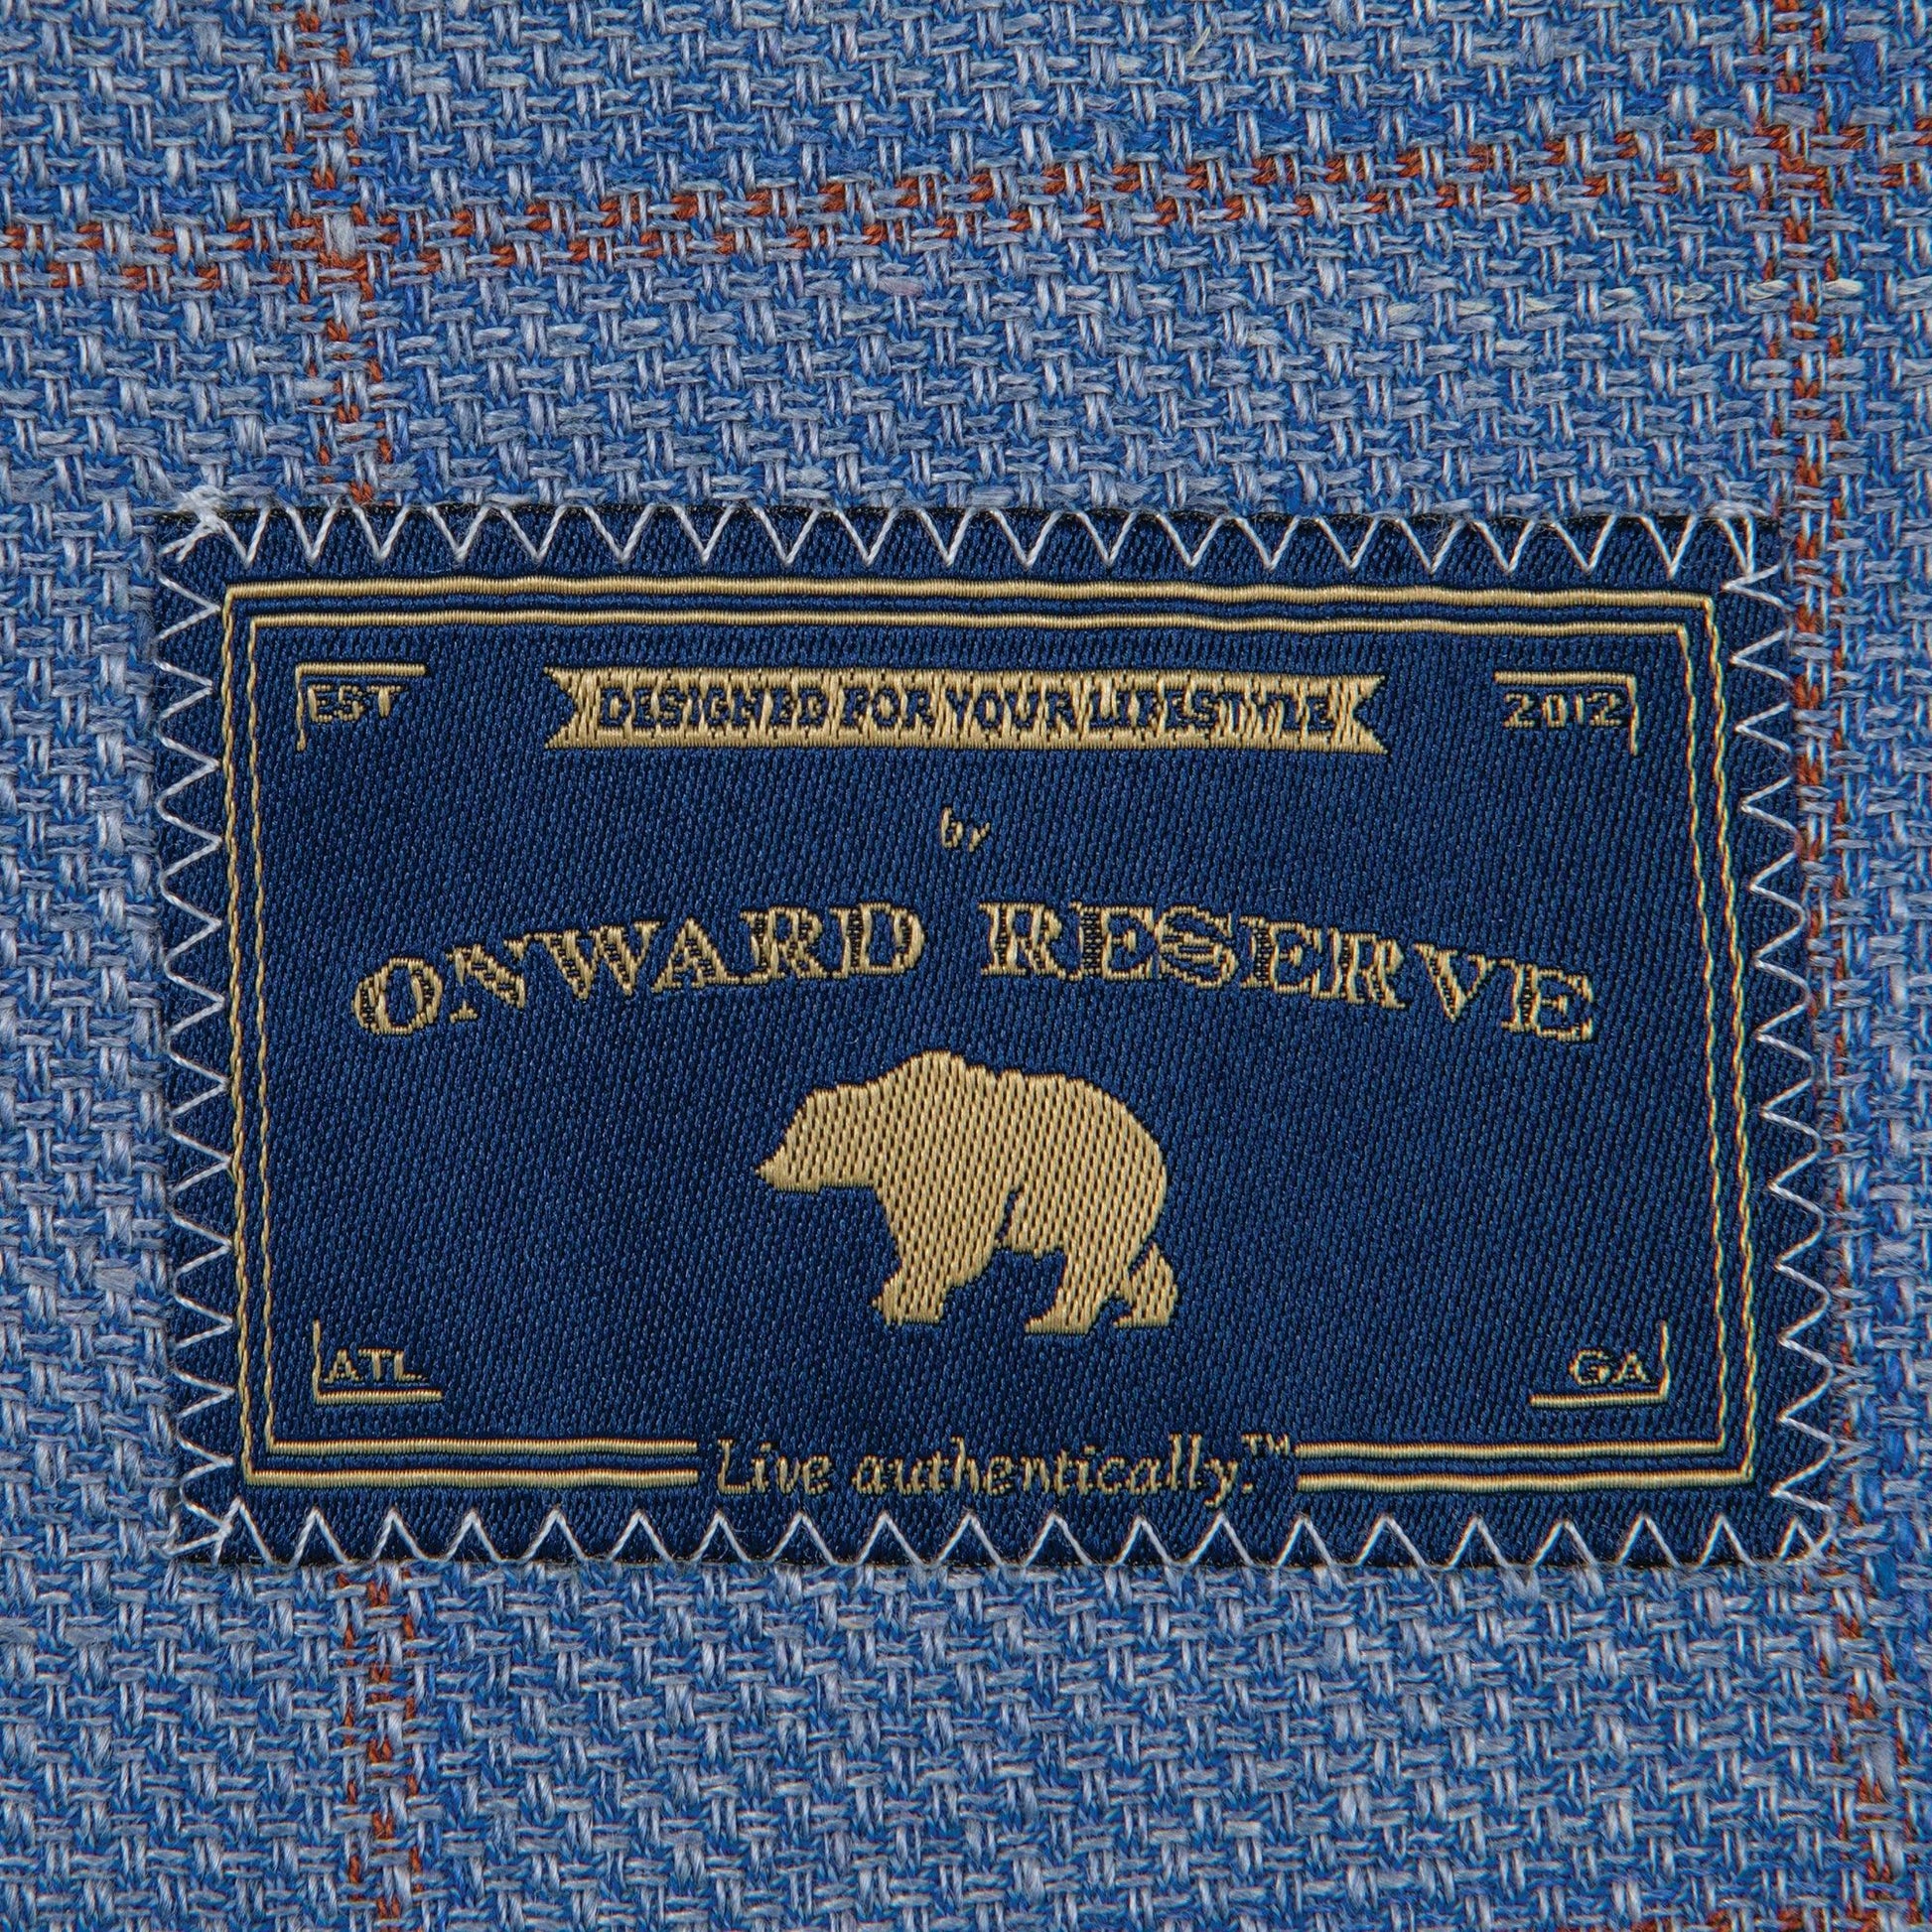 EST
DESIGNED FOR YOUR LIFESTYLE
2012
by
ONWARD RESERVE
ATL
GA
Live authentically.™